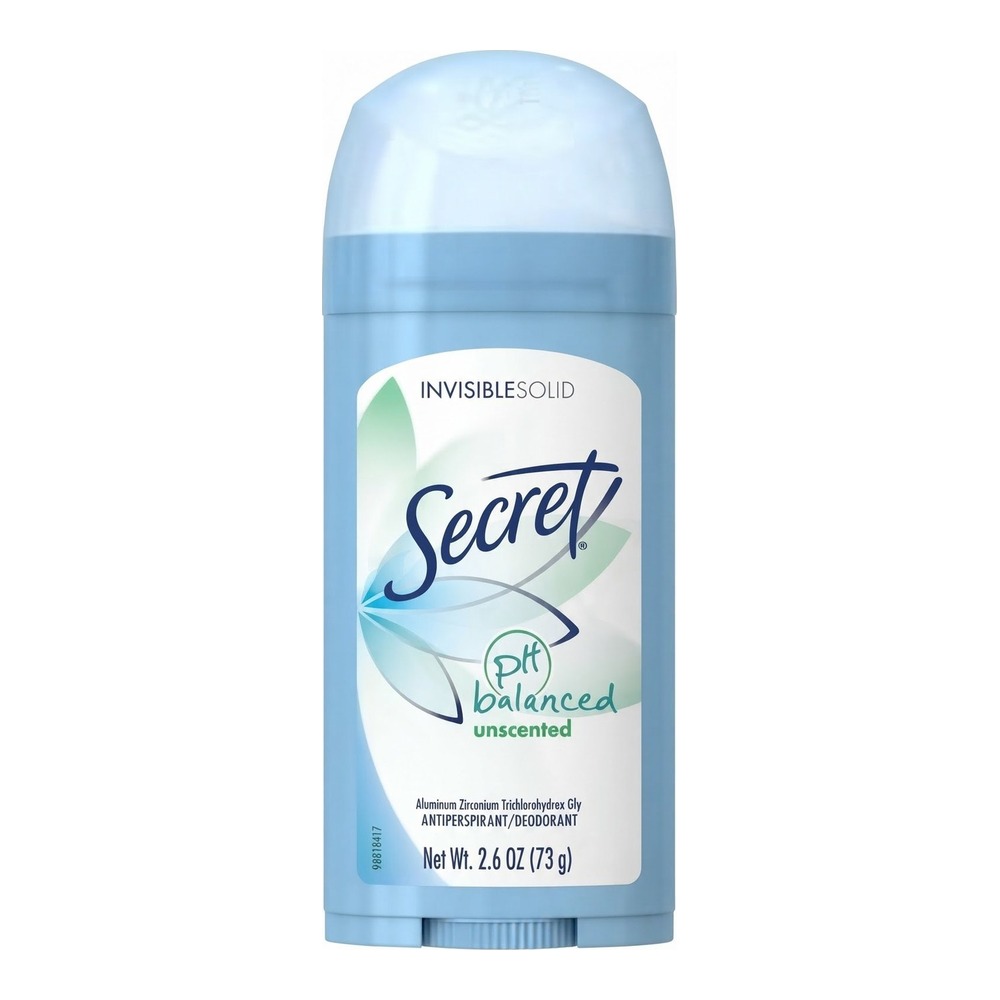 INVISIBLESOLID
Secret®
pH
balanced
unscented
Aluminum Zirconium Trichlorohydrex Gly
ANTIPERSPIRANT/DEODORANT
98818417
Net Wt. 2.6 OZ (73 g)